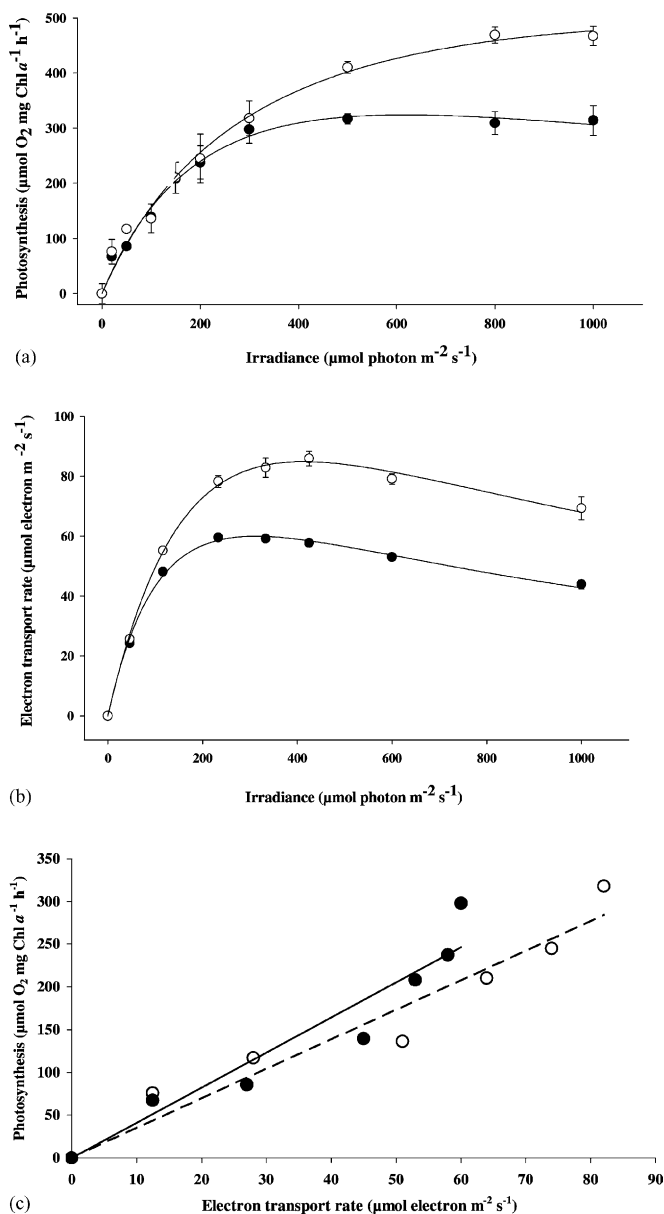 500
400
300
200
100
0
Photosynthesis (µmol O2 mg Chl a-1 h-1)
0 200 400 600 800 1000
(a)
Irradiance (µmol photon m-2 s-1)
100
80
60
40
20
0
Electron transport rate (µmol electron m-2 s-1)
0 200 400 600 800 1000
(b)
Irradiance (µmol photon m-2 s-1)
350
300
250
200
150
100
50
0
Photosynthesis (µmol O2 mg Chl a-1 h-1)
0 10 20 30 40 50 60 70 80 90
(c)
Electron transport rate (µmol electron m-2 s-1)